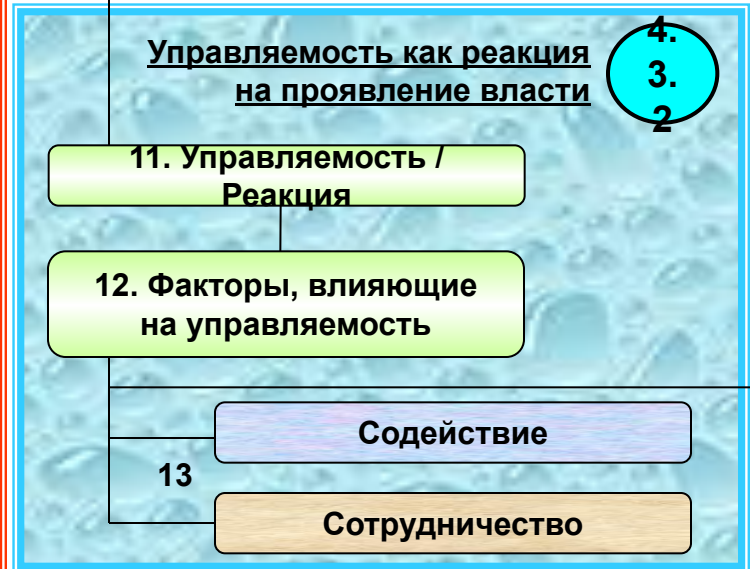 Управляемость как реакция
на проявление власти
4.
3.
2
11. Управляемость /
Реакция
12. Факторы, влияющие
на управляемость
Содействие
13
Сотрудничество